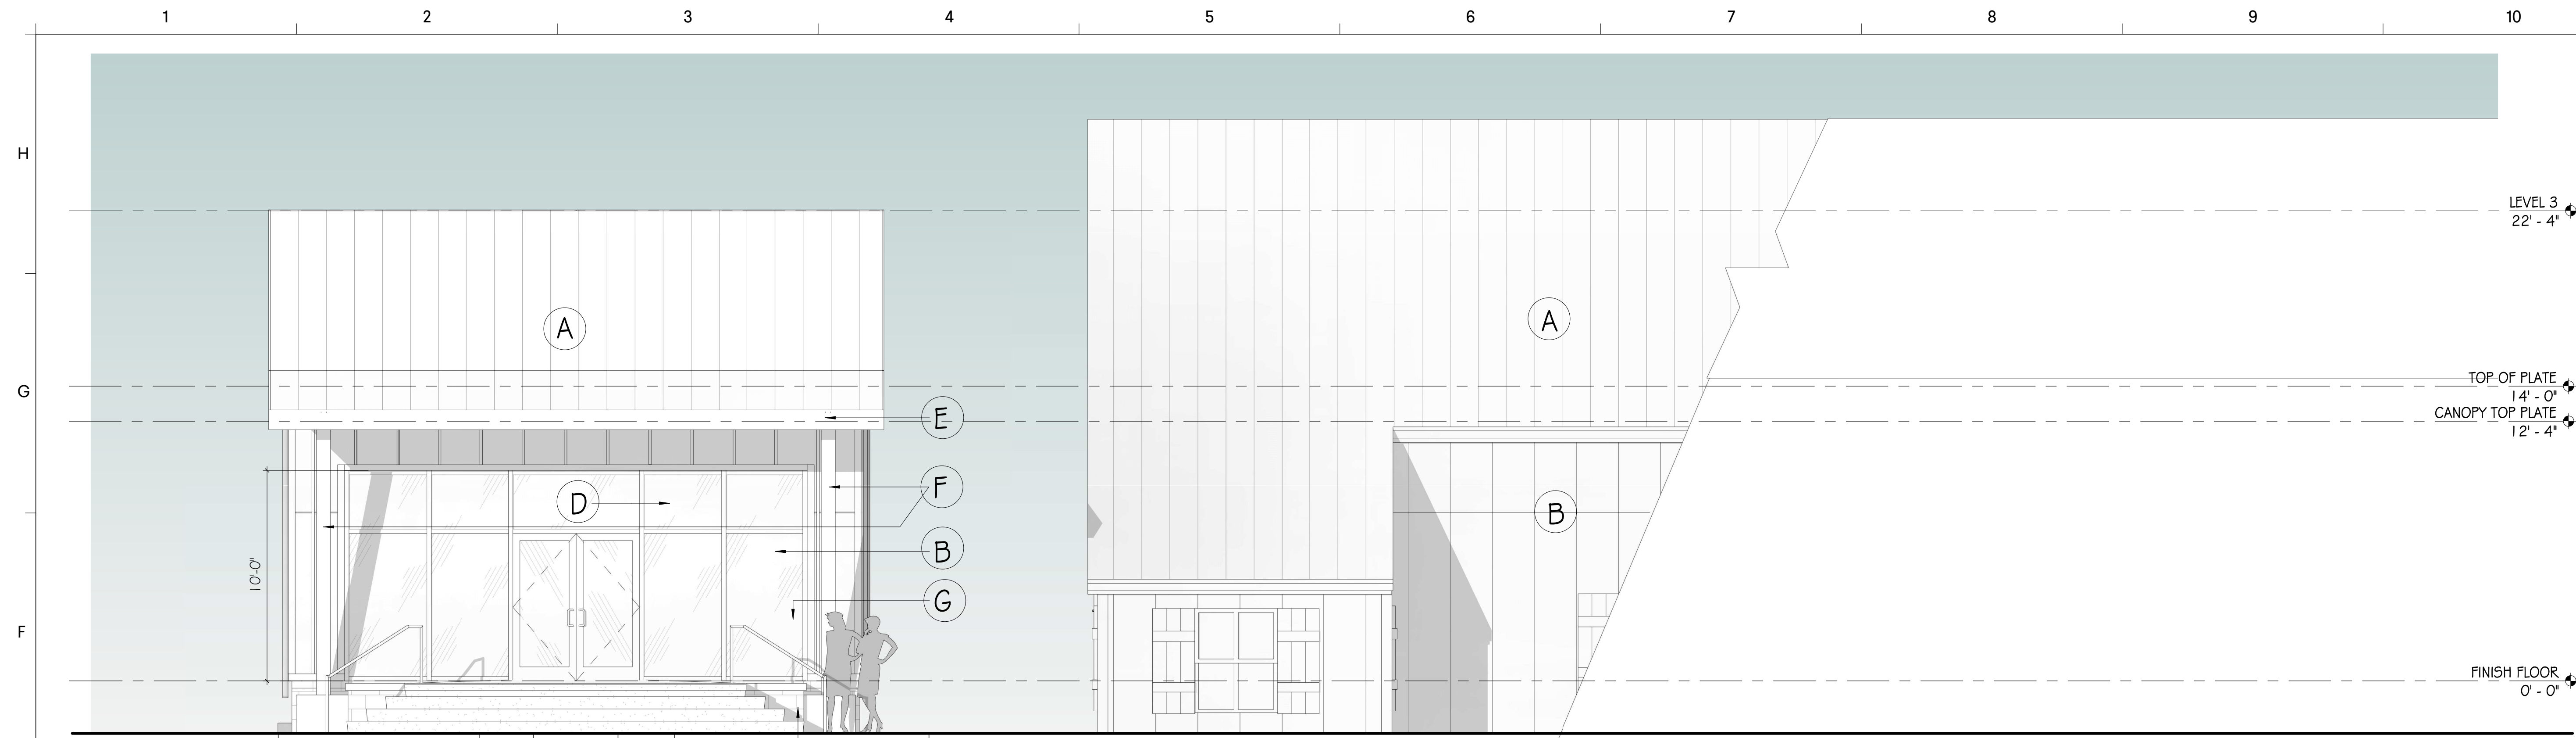 1 2 3 4 5 6 7 8 9 10
H
LEVEL 3
22' - 4"
A
A
G
TOP OF PLATE
14' - 0"
CANOPY TOP PLATE
12' - 4"
E
F
D
B
B
10'-0"
G
F
FINISH FLOOR
0' - 0"